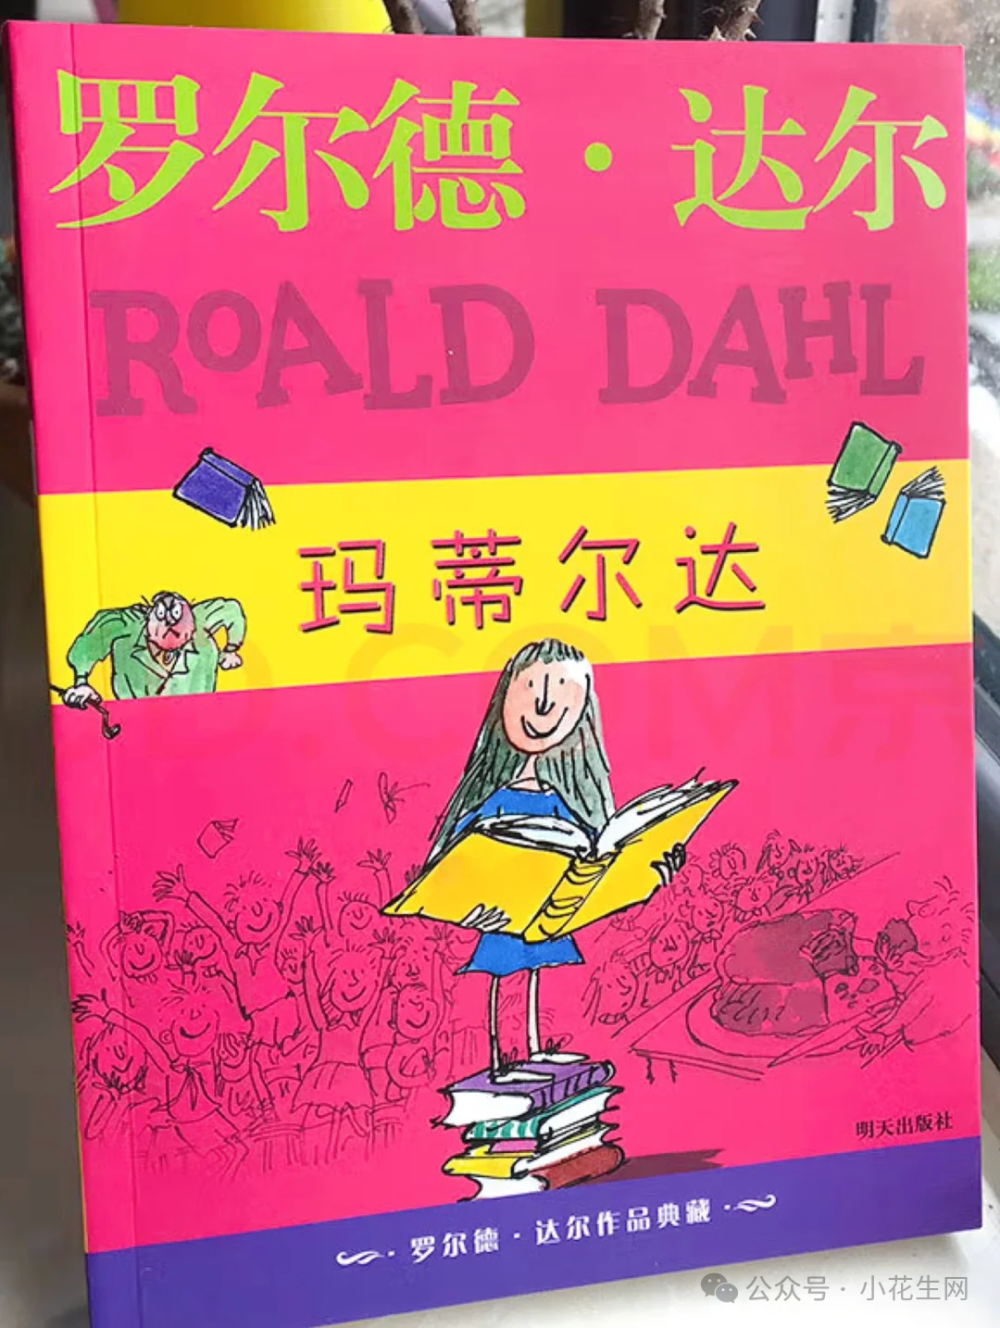 罗尔德·达尔
ROALD DAHL
玛蒂尔达
明天出版社
罗尔德·达尔作品典藏
公众号·小花生网